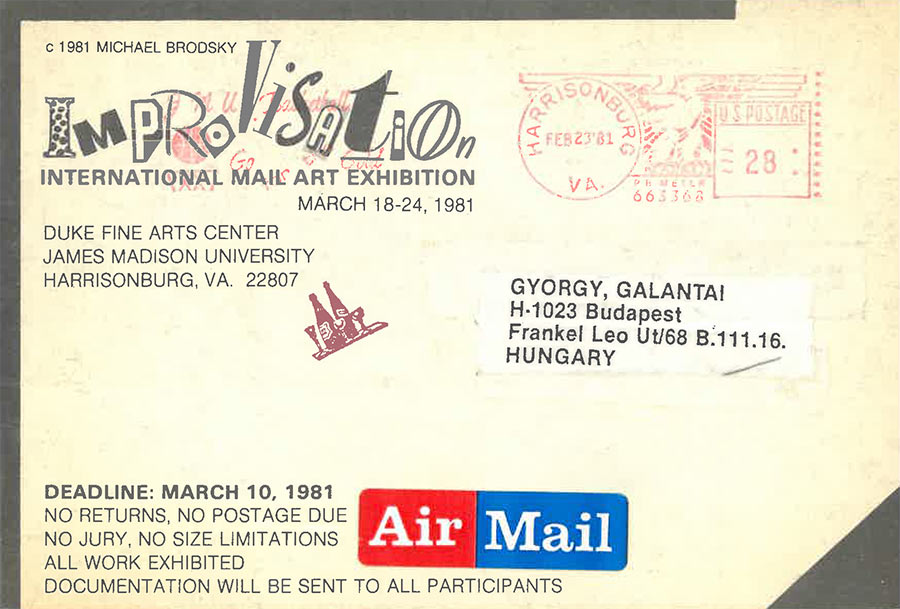 c 1981 MICHAEL BRODSKY
IMPROVISATiOn
INTERNATIONAL MAIL ART EXHIBITION
MARCH 18-24, 1981
DUKE FINE ARTS CENTER
JAMES MADISON UNIVERSITY
HARRISONBURG, VA. 22807
HARRISONBURG
FEB 23 '81
VA.
U.S. POSTAGE
28
PB METER
663368
GYORGY, GALANTAI
H-1023 Budapest
Frankel Leo Ut/68 B.111.16.
HUNGARY
DEADLINE: MARCH 10, 1981
NO RETURNS, NO POSTAGE DUE
NO JURY, NO SIZE LIMITATIONS
ALL WORK EXHIBITED
DOCUMENTATION WILL BE SENT TO ALL PARTICIPANTS
Air Mail